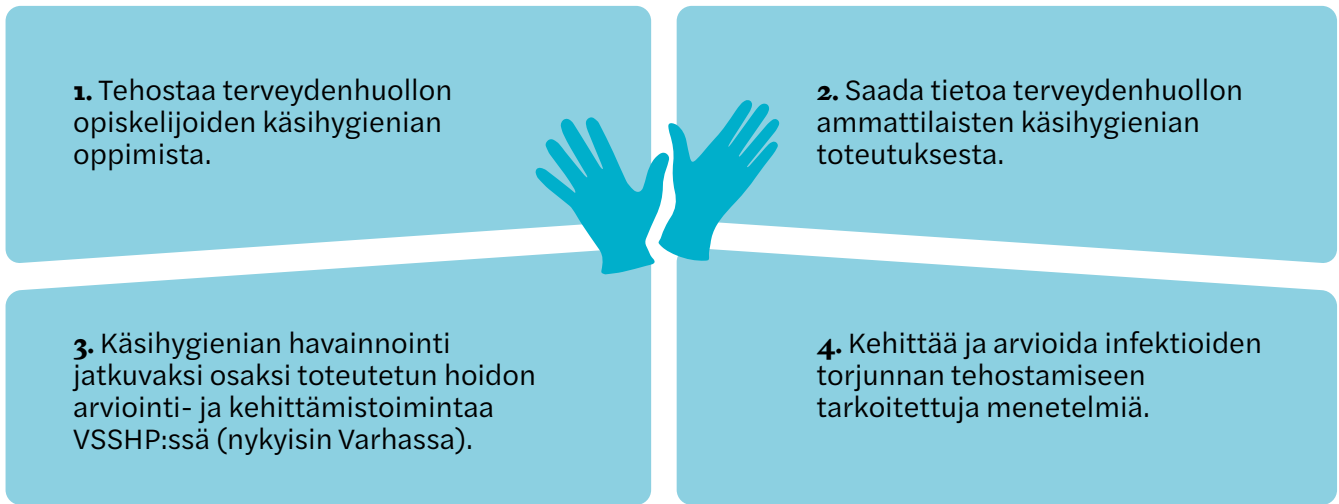 1. Tehostaa terveydenhuollon
opiskelijoiden käsihygienian
oppimista.
2. Saada tietoa terveydenhuollon
ammattilaisten käsihygienian
toteutuksesta.
3. Käsihygienian havainnointi
jatkuvaksi osaksi toteutetun hoidon
arviointi- ja kehittämistoimintaa
VSSHP:ssä (nykyisin Varhassa).
4. Kehittää ja arvioida infektioiden
torjunnan tehostamiseen
tarkoitettuja menetelmiä.